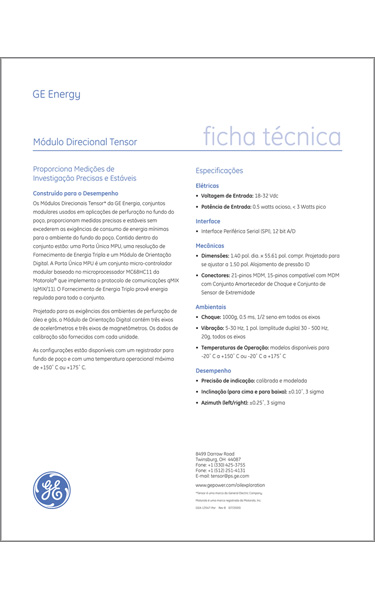 GE Energy
Módulo Direcional Tensor
ficha técnica
Proporciona Medições de
Investigação Precisas e Estáveis
Construído para o Desempenho
Os Módulos Direcionais Tensor* da GE Energia, conjuntos
modulares usados em aplicações de perfuração no fundo do
poço, proporcionam medidas precisas e estáveis sem
excederem as exigências de consumo de energia mínimas
para o ambiente do fundo do poço. Contido dentro do
conjunto estão: uma Porta Única MPU, uma resolução de
Fornecimento de Energia Triplo e um Módulo de Orientação
Digital. A Porta Única MPU é um conjunto micro-controlador
modular baseado no microprocessador MC68HC11 da
Motorola® que implementa o protocolo de comunicações qMIX
(qMIX/11). O Fornecimento de Energia Triplo provê energia
regulada para todo o conjunto.
Projetado para as exigências dos ambientes de perfuração de
óleo e gás, o Módulo de Orientação Digital contém três eixos
de acelerômetros e três eixos de magnetômetros. Os dados de
calibração são fornecidos com cada unidade.
As configurações estão disponíveis com um registrador para
fundo de poço e com uma temperatura operacional máxima
de +150˚ C ou +175˚ C.
Especificações
Elétricas
• Voltagem de Entrada: 18-32 Vdc
• Potência de Entrada: 0.5 watts ocioso, < 3 Watts pico
Interface
• Interface Periférica Serial (SPI), 12 bit A/D
Mecânicas
• Dimensões: 1.40 pol. dia. x 55.61 pol. compr. Projetado para
se ajustar a 1.50 pol. Alojamento de pressão ID
• Conectores: 21-pinos MDM, 15-pinos compatível com MDM
com Conjunto Amortecedor de Choque e Conjunto de
Sensor de Extremidade
Ambientais
• Choque: 1000g, 0.5 ms, 1/2 seno em todos os eixos
• Vibração: 5-30 Hz, 1 pol. (amplitude dupla) 30 - 500 Hz,
20g, todos os eixos
• Temperaturas de Operação: modelos disponíveis para
-20˚ C a +150˚ C ou -20˚ C a +175˚ C
Desempenho
• Precisão de indicação: calibrada e modelada
• Inclinação (para cima e para baixo): ±0.10˚, 3 sigma
• Azimuth (left/right): ±0.25˚, 3 sigma
8499 Darrow Road
Twinsburg, OH 44087
Fone: +1 (330) 425-3755
Fone: +1 (512) 251-4131
E-mail: tensor@ps.ge.com
www.gepower.com/oilexploration
*Tensor é uma marca da General Electric Company.
GE